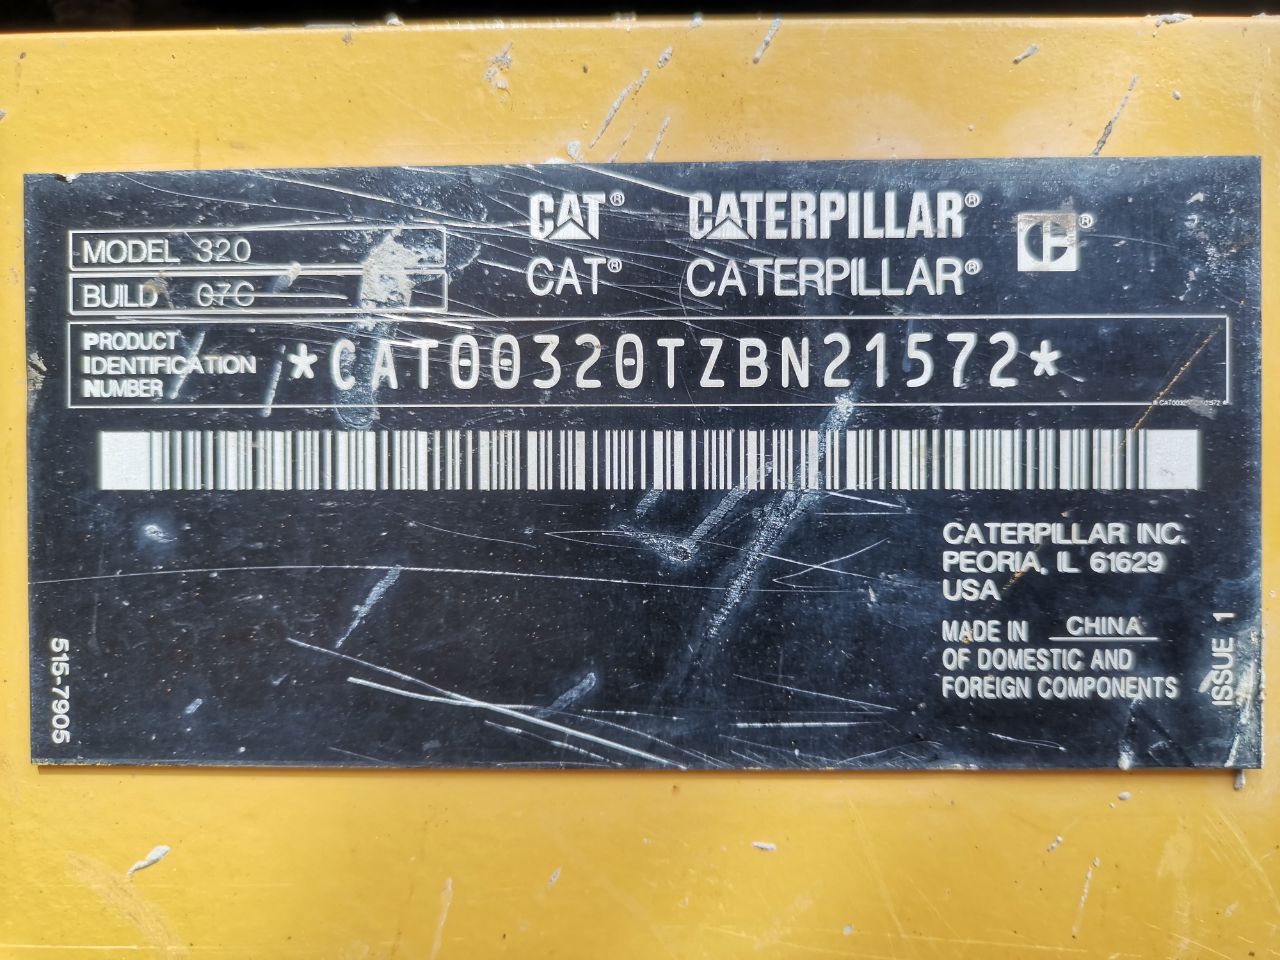 CAT® CATERPILLAR® C®
MODEL 320
CAT® CATERPILLAR®
BUILD 07C
PRODUCT
IDENTIFICATION
NUMBER
*CAT00320TZBN21572*
CATERPILLAR INC.
PEORIA, IL 61629
USA
MADE IN CHINA
OF DOMESTIC AND
FOREIGN COMPONENTS
515-7905
ISSUE 1